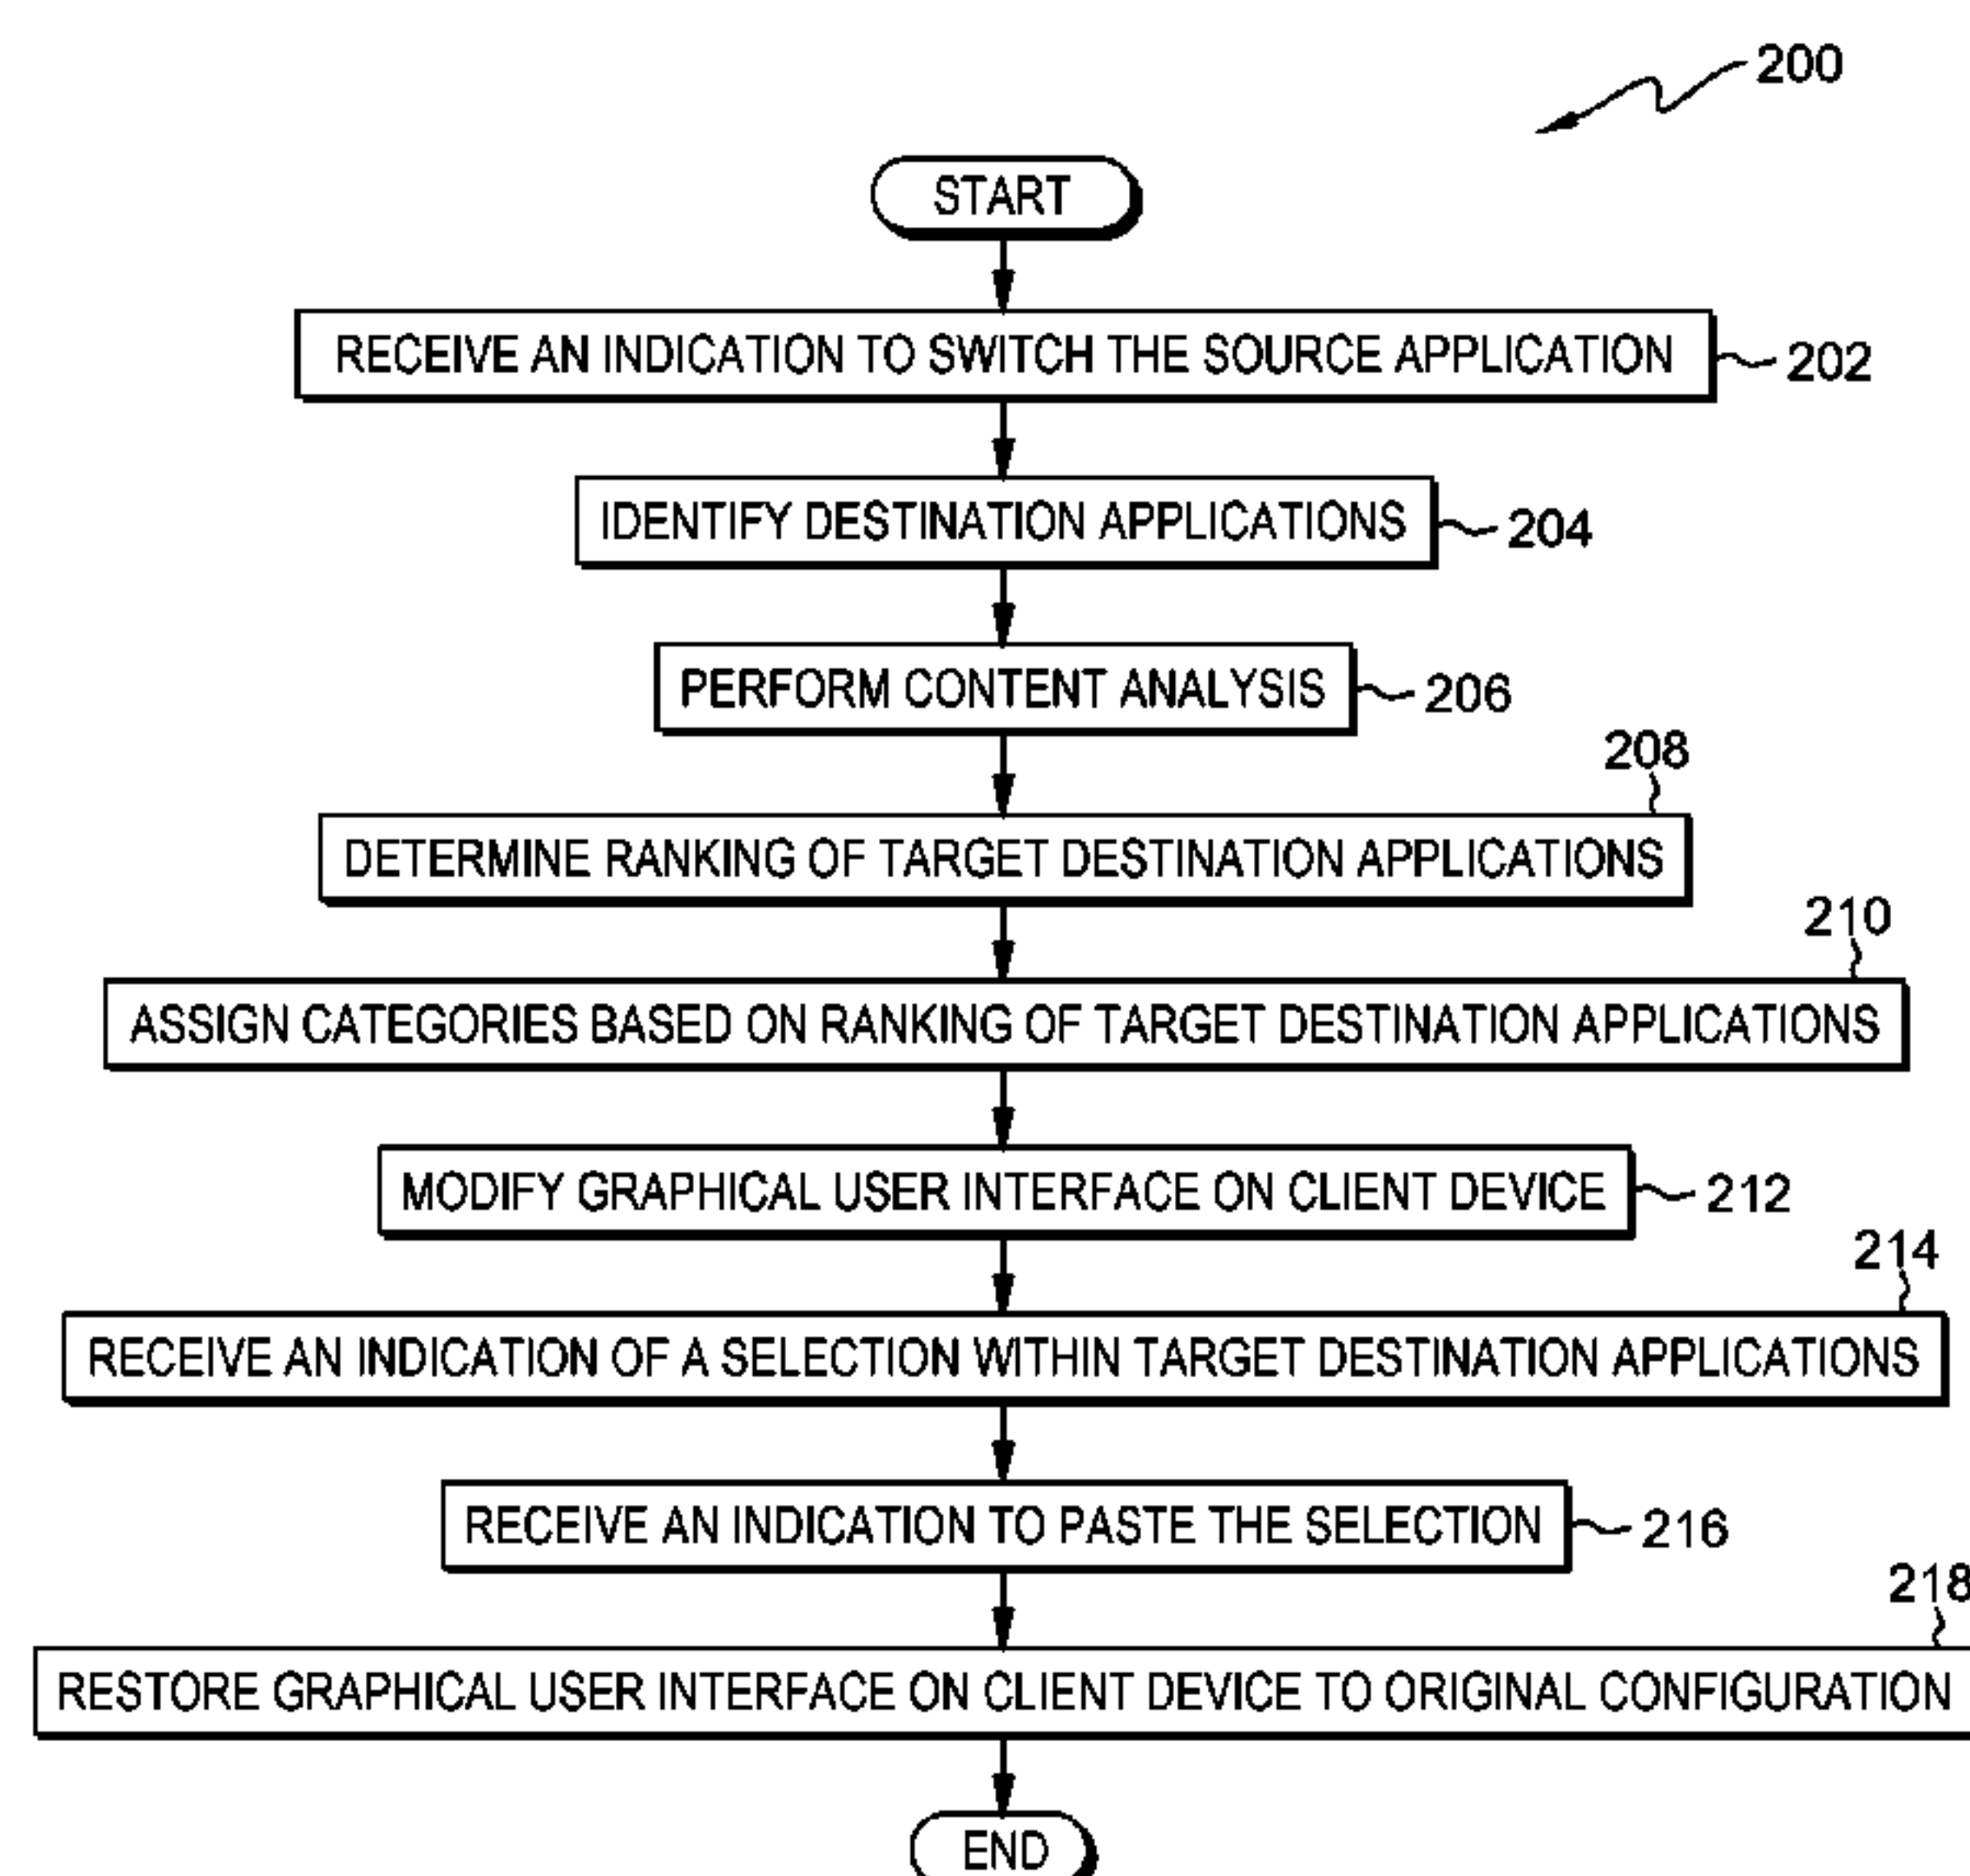 200
START
RECEIVE AN INDICATION TO SWITCH THE SOURCE APPLICATION
202
IDENTIFY DESTINATION APPLICATIONS
204
PERFORM CONTENT ANALYSIS
206
208
DETERMINE RANKING OF TARGET DESTINATION APPLICATIONS
210
ASSIGN CATEGORIES BASED ON RANKING OF TARGET DESTINATION APPLICATIONS
MODIFY GRAPHICAL USER INTERFACE ON CLIENT DEVICE
212
214
RECEIVE AN INDICATION OF A SELECTION WITHIN TARGET DESTINATION APPLICATIONS
RECEIVE AN INDICATION TO PASTE THE SELECTION
216
218
RESTORE GRAPHICAL USER INTERFACE ON CLIENT DEVICE TO ORIGINAL CONFIGURATION
END